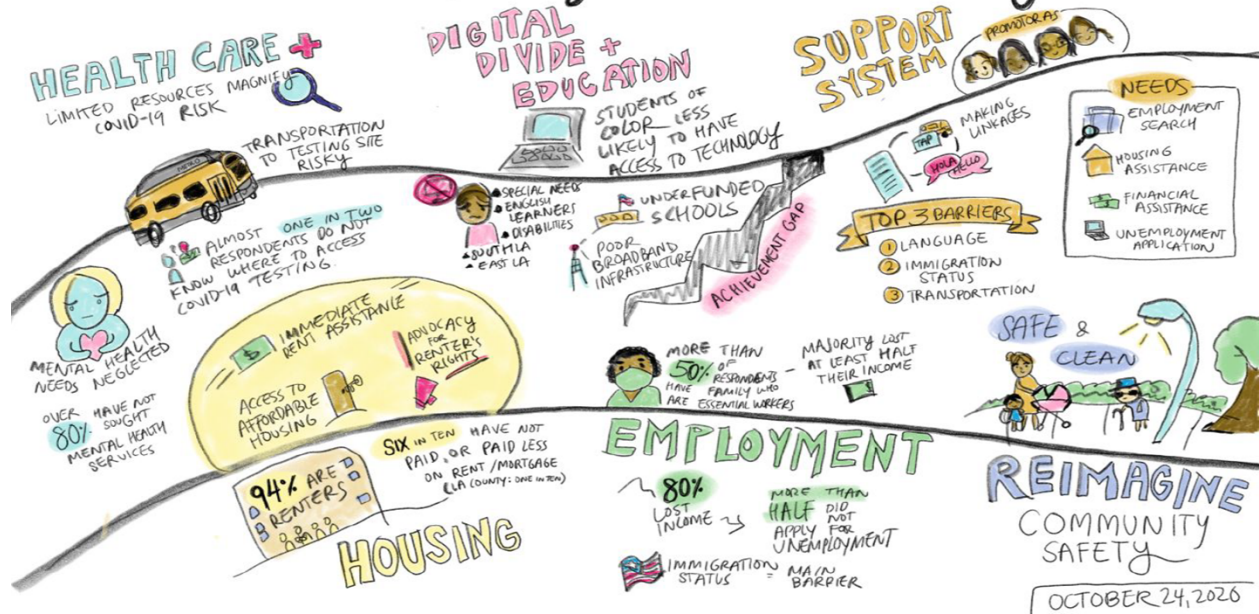 HEALTH CARE
LIMITED RESOURCES MAGNIFY
COVID-19 RISK
METRO
TRANSPORTATION
TO TESTING SITE
RISKY
ALMOST ONE IN TWO
RESPONDENTS DO NOT
KNOW WHERE TO ACCESS
COVID-19 TESTING.
MENTAL HEALTH
NEEDS NEGLECTED
OVER HAVE NOT
80% SOUGHT
MENTAL HEALTH
SERVICES
DIGITAL
DIVIDE +
EDUCATION
STUDENTS OF
COLOR LESS
LIKELY TO HAVE
ACCESS TO TECHNOLOGY
SPECIAL NEEDS
ENGLISH
LEARNERS
DISABILITIES
SOUTH LA
EAST LA
UNDERFUNDED
SCHOOLS
POOR
BROADBAND
INFRASTRUCTURE
ACHIEVEMENT GAP
SUPPORT
SYSTEM
PROMOTORAS
MAKING
LINKAGES
TAP
HOLA
HELLO
TOP 3 BARRIERS
1 LANGUAGE
2 IMMIGRATION
STATUS
3 TRANSPORTATION
NEEDS
EMPLOYMENT
SEARCH
HOUSING
ASSISTANCE
FINANCIAL
ASSISTANCE
UNEMPLOYMENT
APPLICATION
$ IMMEDIATE
RENT ASSISTANCE
ADVOCACY
FOR
RENTER'S
RIGHTS
ACCESS TO
AFFORDABLE
HOUSING
94% ARE
RENTERS
SIX IN TEN HAVE NOT
PAID, OR PAID LESS
ON RENT/MORTGAGE
(LA COUNTY: ONE IN TEN)
HOUSING
MORE THAN
50% OF
RESPONDENTS
HAVE FAMILY WHO
ARE ESSENTIAL WORKERS
MAJORITY LOST
AT LEAST HALF
THEIR INCOME
EMPLOYMENT
80%
LOST
INCOME
MORE THAN
HALF DID
NOT
APPLY FOR
UNEMPLOYMENT
IMMIGRATION
STATUS = MAIN
BARRIER
SAFE &
CLEAN
REIMAGINE
COMMUNITY
SAFETY
OCTOBER 24, 2020